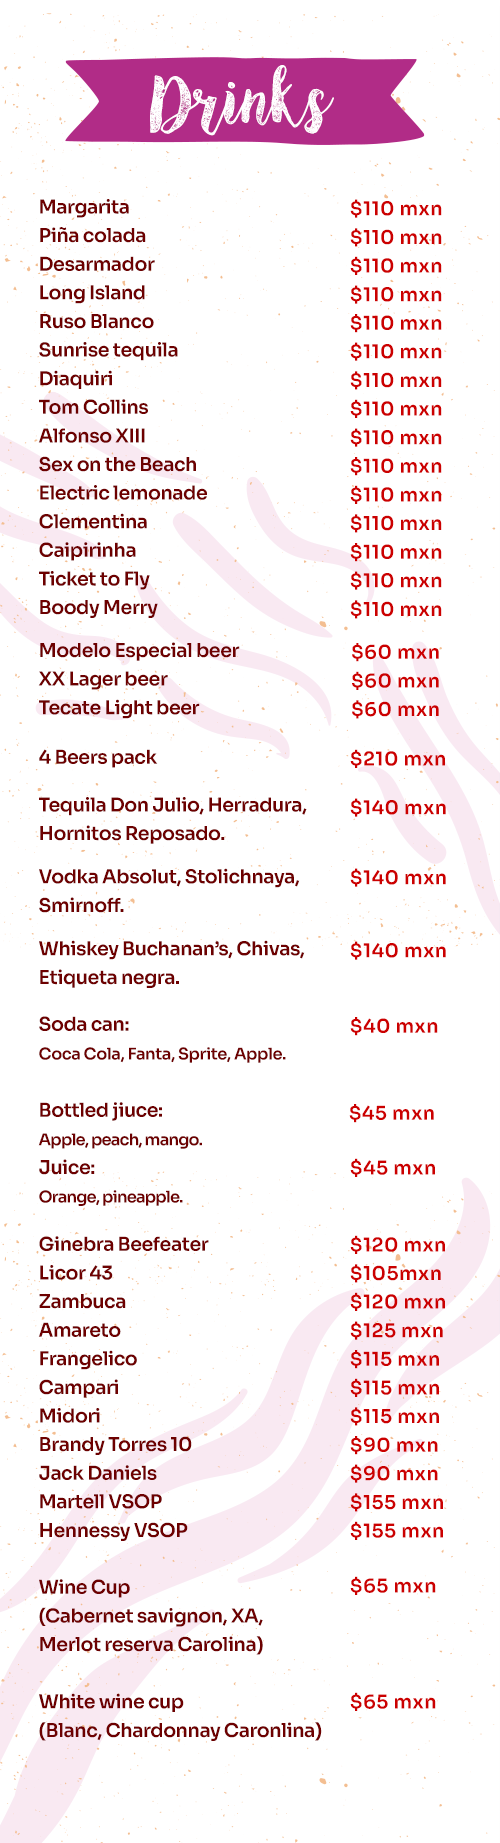 Drinks
Margarita $110 mxn
Piña colada $110 mxn
Desarmador $110 mxn
Long Island $110 mxn
Ruso Blanco $110 mxn
Sunrise tequila $110 mxn
Diaquiri $110 mxn
Tom Collins $110 mxn
Alfonso XIII $110 mxn
Sex on the Beach $110 mxn
Electric lemonade $110 mxn
Clementina $110 mxn
Caipirinha $110 mxn
Ticket to Fly $110 mxn
Boody Merry $110 mxn
Modelo Especial beer $60 mxn
XX Lager beer $60 mxn
Tecate Light beer $60 mxn
4 Beers pack $210 mxn
Tequila Don Julio, Herradura, $140 mxn
Hornitos Reposado.
Vodka Absolut, Stolichnaya, $140 mxn
Smirnoff.
Whiskey Buchanan's, Chivas, $140 mxn
Etiqueta negra.
Soda can: $40 mxn
Coca Cola, Fanta, Sprite, Apple.
Bottled jiuce: $45 mxn
Apple, peach, mango.
Juice: $45 mxn
Orange, pineapple.
Ginebra Beefeater $120 mxn
Licor 43 $105mxn
Zambuca $120 mxn
Amareto $125 mxn
Frangelico $115 mxn
Campari $115 mxn
Midori $115 mxn
Brandy Torres 10 $90 mxn
Jack Daniels $90 mxn
Martell VSOP $155 mxn
Hennessy VSOP $155 mxn
Wine Cup $65 mxn
(Cabernet savignon, XA,
Merlot reserva Carolina)
White wine cup $65 mxn
(Blanc, Chardonnay Caronlina)